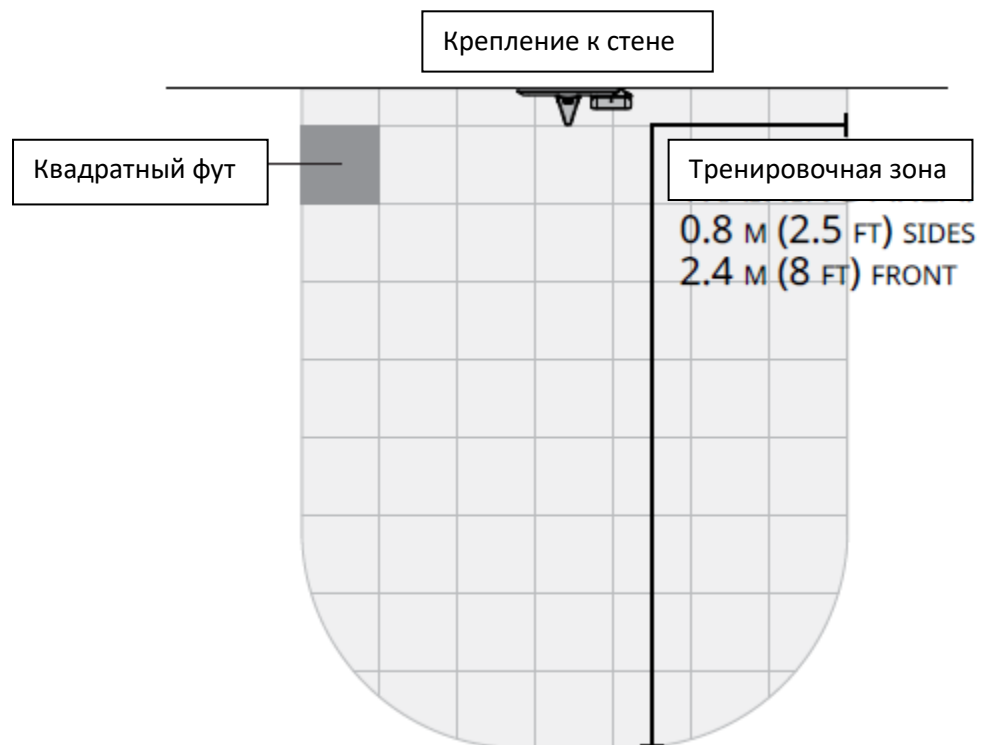 Крепление к стене
Квадратный фут
Тренировочная зона
0.8 м (2.5 FT) SIDES
2.4 м (8 FT) FRONT